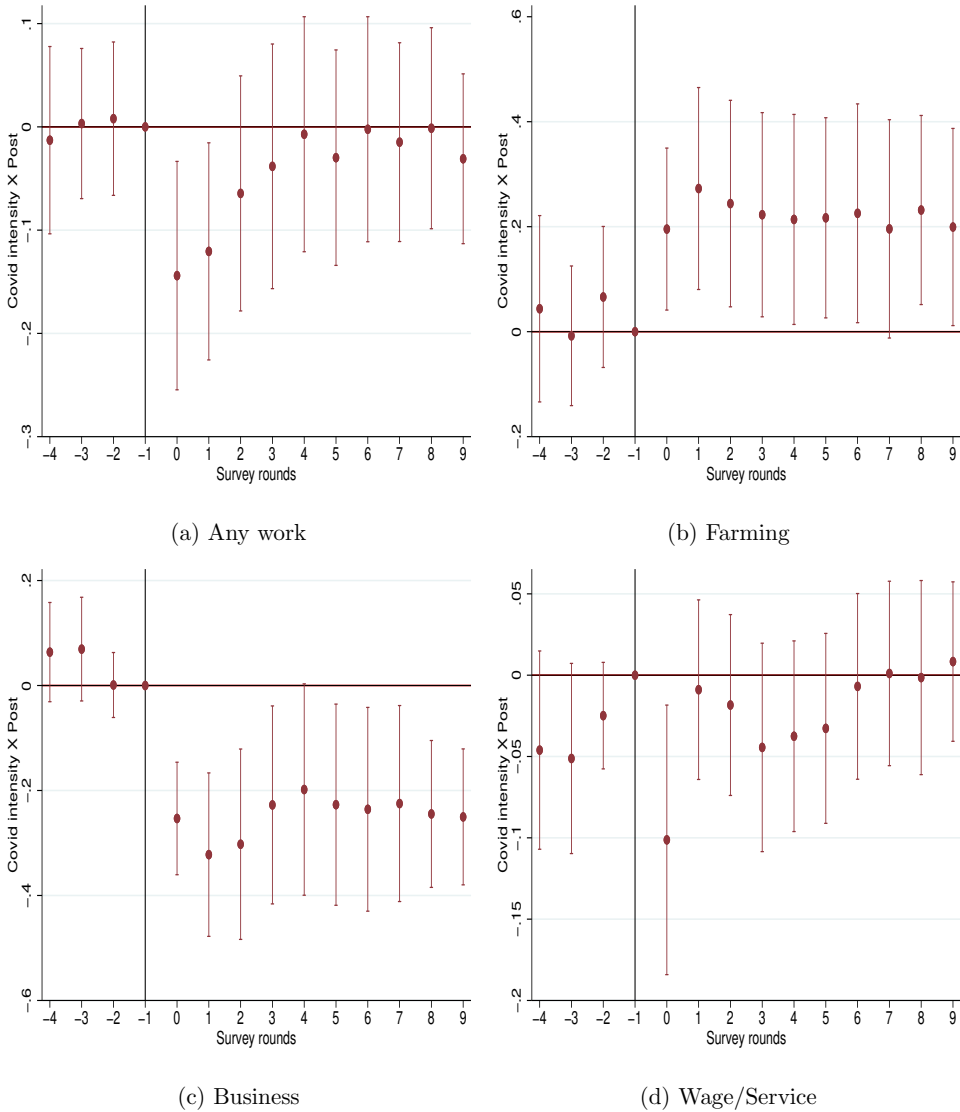 .1
0
-.1
-.2
-.3
Covid intensity X Post
-4 -3 -2 -1 0 1 2 3 4 5 6 7 8 9
Survey rounds
(a) Any work
.6
.4
.2
0
-.2
Covid intensity X Post
-4 -3 -2 -1 0 1 2 3 4 5 6 7 8 9
Survey rounds
(b) Farming
.2
0
-.2
-.4
-.6
Covid intensity X Post
-4 -3 -2 -1 0 1 2 3 4 5 6 7 8 9
Survey rounds
(c) Business
.05
0
-.05
-.1
-.15
-.2
Covid intensity X Post
-4 -3 -2 -1 0 1 2 3 4 5 6 7 8 9
Survey rounds
(d) Wage/Service